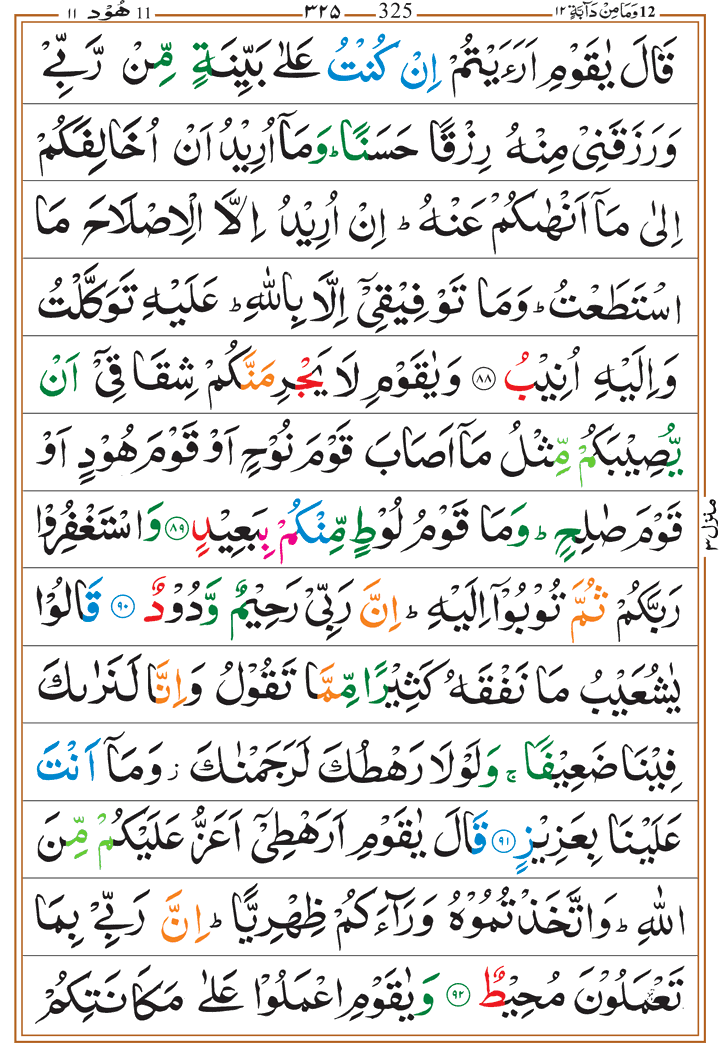 ١١ هُوْد 11 ٣٢٥ 325 وَمَا مِنْ دَآبَّةٍ ١٢ 12
قَالَ يٰقَوْمِ اَرَءَيْتُمْ اِنْ كُنْتُ عَلٰى بَيِّنَةٍ مِّنْ رَّبِّيْ
وَرَزَقَنِيْ مِنْهُ رِزْقًا حَسَنًا ؕ وَمَاۤ اُرِيْدُ اَنْ اُخَالِفَكُمْ
اِلٰى مَاۤ اَنْهٰىكُمْ عَنْهُ ؕ اِنْ اُرِيْدُ اِلَّا الْاِصْلَاحَ مَا
اسْتَطَعْتُ ؕ وَمَا تَوْفِيْقِيْۤ اِلَّا بِاللّٰهِ ؕ عَلَيْهِ تَوَكَّلْتُ
وَاِلَيْهِ اُنِيْبُ ٨٨ وَيٰقَوْمِ لَا يَجْرِمَنَّكُمْ شِقَاقِيْۤ اَنْ
يُّصِيْبَكُمْ مِّثْلُ مَاۤ اَصَابَ قَوْمَ نُوْحٍ اَوْ قَوْمَ هُوْدٍ اَوْ
قَوْمَ صٰلِحٍ ؕ وَمَا قَوْمُ لُوْطٍ مِّنْكُمْ بِبَعِيْدٍ ٨٩ وَاسْتَغْفِرُوْا
رَبَّكُمْ ثُمَّ تُوْبُوْۤا اِلَيْهِ ؕ اِنَّ رَبِّيْ رَحِيْمٌ وَّدُوْدٌ ٩٠ قَالُوْا
يٰشُعَيْبُ مَا نَفْقَهُ كَثِيْرًا مِّمَّا تَقُوْلُ وَاِنَّا لَنَرٰىكَ
فِيْنَا ضَعِيْفًا ۚ وَلَوْلَا رَهْطُكَ لَرَجَمْنٰكَ ؗ وَمَاۤ اَنْتَ
عَلَيْنَا بِعَزِيْزٍ ٩١ قَالَ يٰقَوْمِ اَرَهْطِيْۤ اَعَزُّ عَلَيْكُمْ مِّنَ
اللّٰهِ ؕ وَاتَّخَذْتُمُوْهُ وَرَآءَكُمْ ظِهْرِيًّا ؕ اِنَّ رَبِّيْ بِمَا
تَعْمَلُوْنَ مُحِيْطٌ ٩٢ وَيٰقَوْمِ اعْمَلُوْا عَلٰى مَكَانَتِكُمْ
منزل ٣